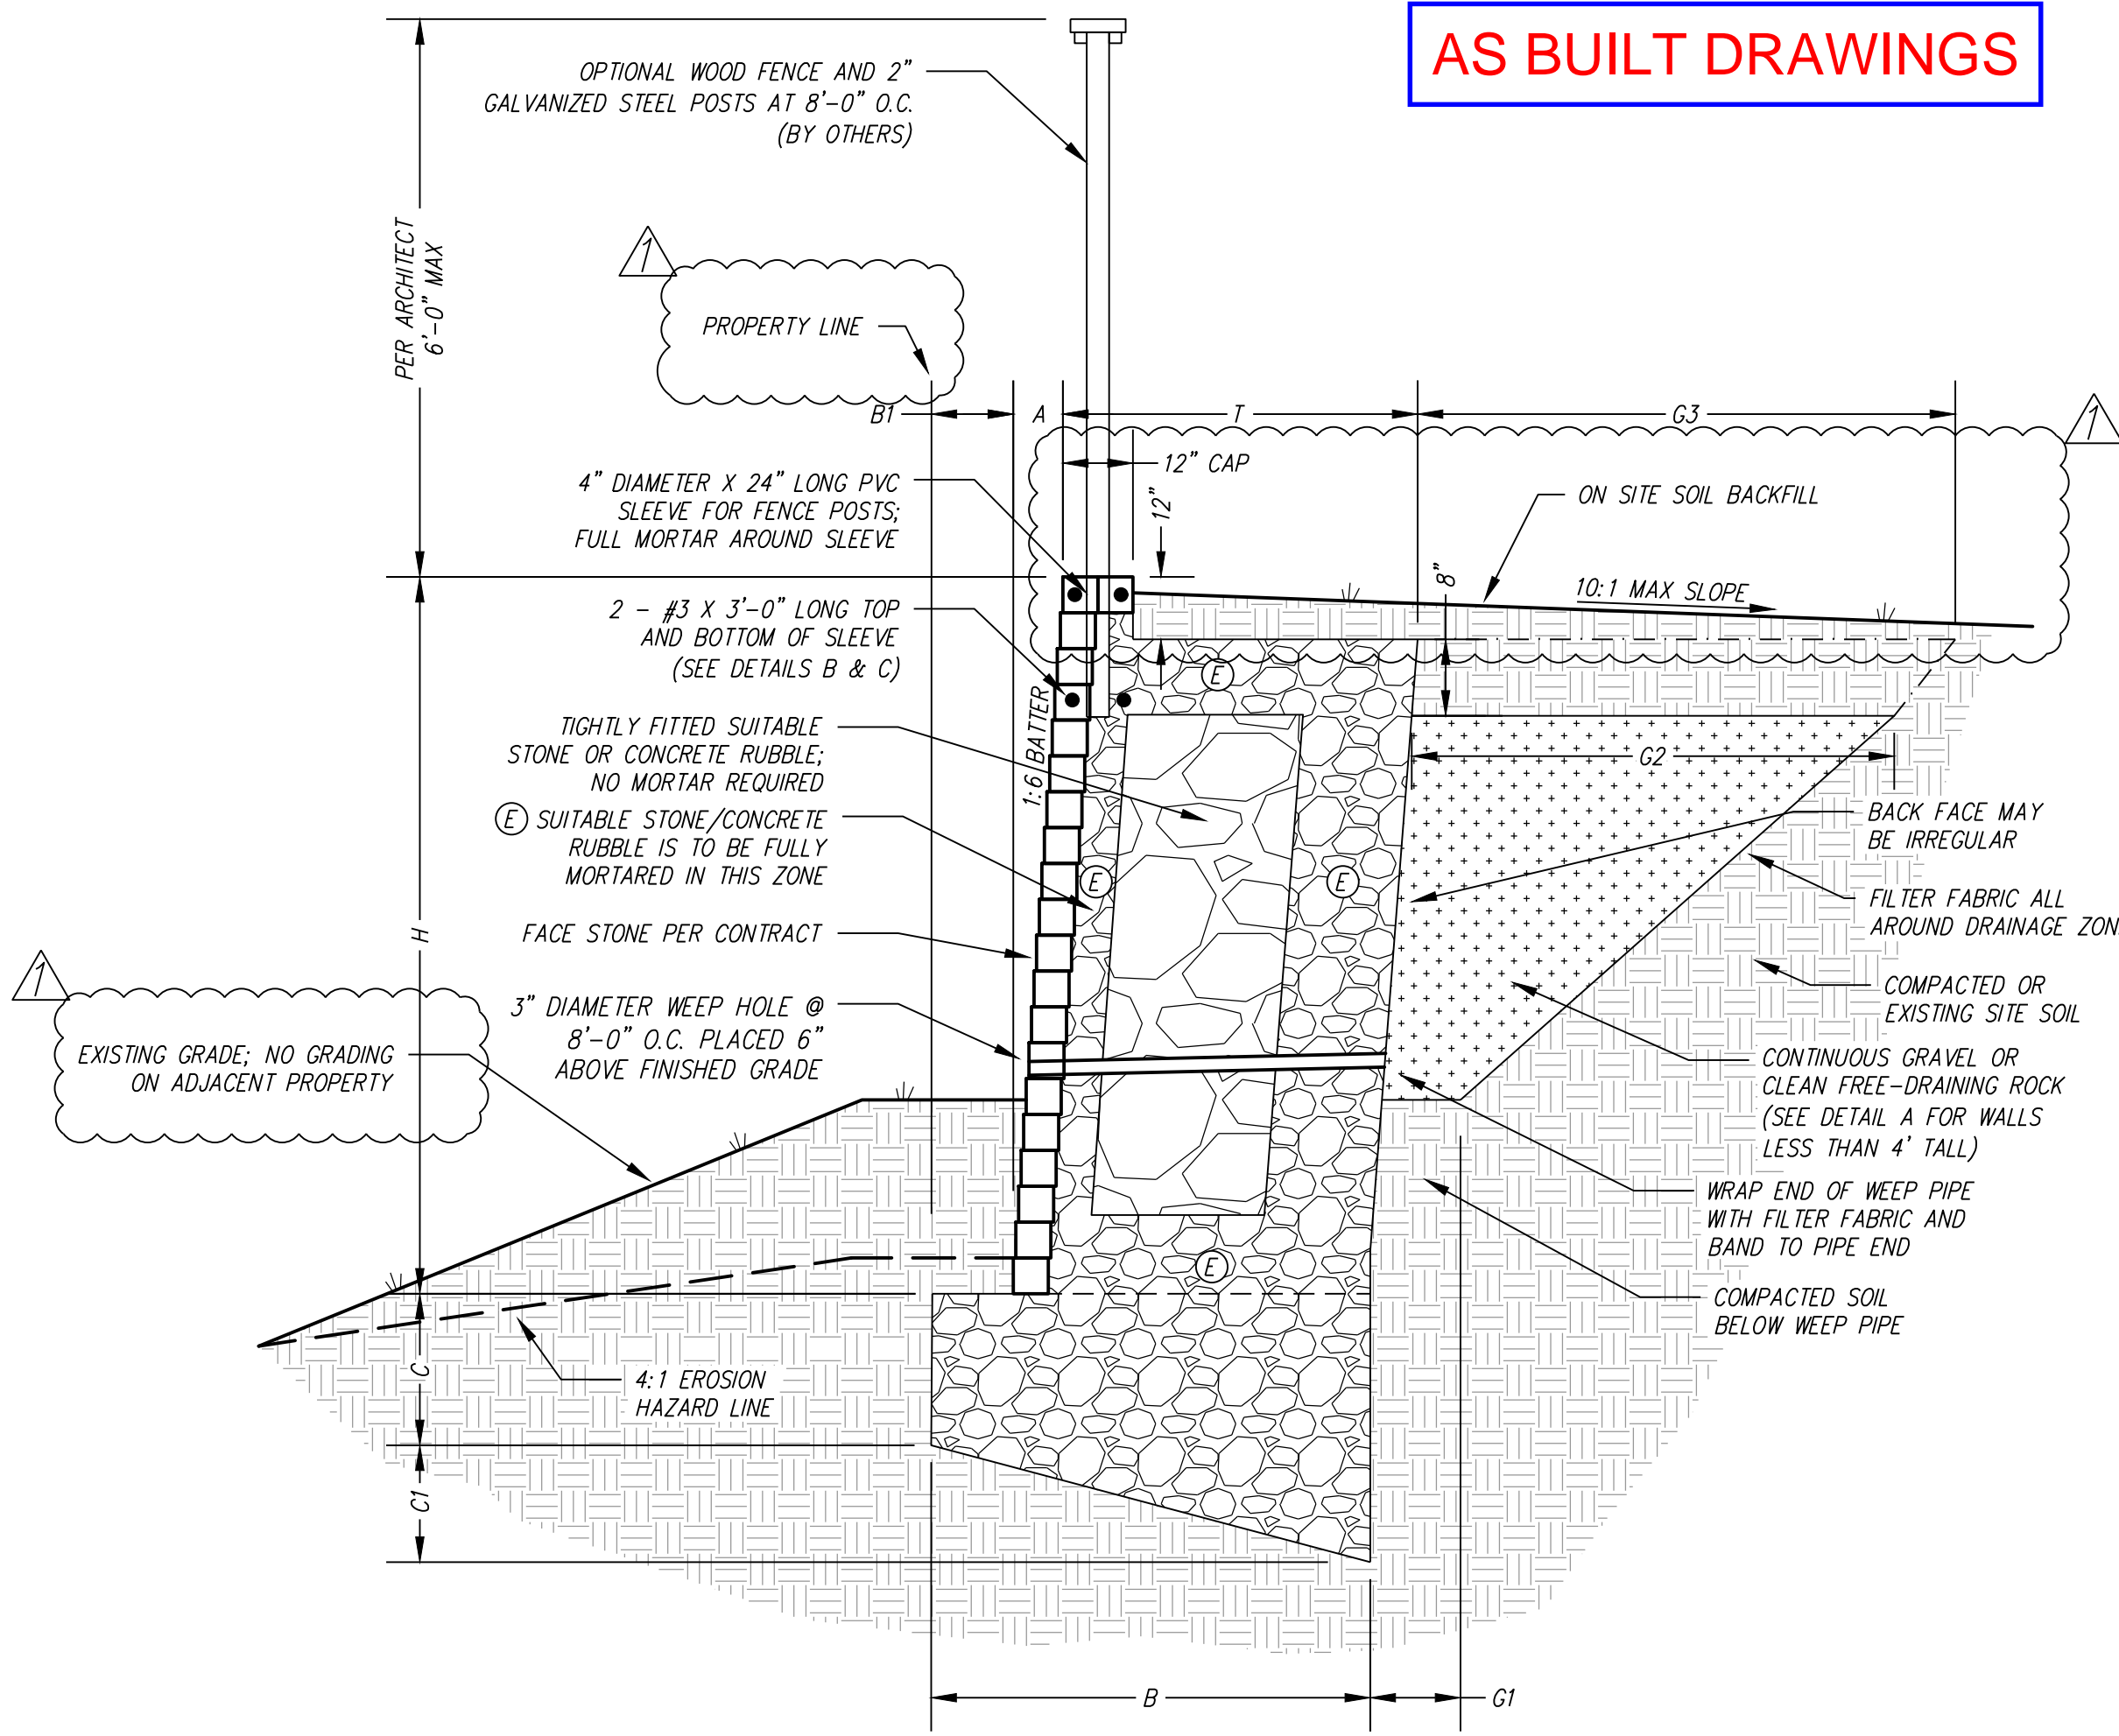 AS BUILT DRAWINGS
OPTIONAL WOOD FENCE AND 2"
GALVANIZED STEEL POSTS AT 8'-0" O.C.
(BY OTHERS)
PER ARCHITECT
6'-0" MAX
1
PROPERTY LINE
B1
A
T
G3
1
12" CAP
12"
4" DIAMETER X 24" LONG PVC
SLEEVE FOR FENCE POSTS;
FULL MORTAR AROUND SLEEVE
ON SITE SOIL BACKFILL
8"
10:1 MAX SLOPE
2 - #3 X 3'-0" LONG TOP
AND BOTTOM OF SLEEVE
(SEE DETAILS B & C)
E
1:6 BATTER
TIGHTLY FITTED SUITABLE
STONE OR CONCRETE RUBBLE;
NO MORTAR REQUIRED
G2
E SUITABLE STONE/CONCRETE
RUBBLE IS TO BE FULLY
MORTARED IN THIS ZONE
E
E
BACK FACE MAY
BE IRREGULAR
FILTER FABRIC ALL
AROUND DRAINAGE ZON
H
FACE STONE PER CONTRACT
COMPACTED OR
EXISTING SITE SOIL
1
3" DIAMETER WEEP HOLE @
8'-0" O.C. PLACED 6"
ABOVE FINISHED GRADE
EXISTING GRADE; NO GRADING
ON ADJACENT PROPERTY
CONTINUOUS GRAVEL OR
CLEAN FREE-DRAINING ROCK
(SEE DETAIL A FOR WALLS
LESS THAN 4' TALL)
WRAP END OF WEEP PIPE
WITH FILTER FABRIC AND
BAND TO PIPE END
E
COMPACTED SOIL
BELOW WEEP PIPE
C
4:1 EROSION
HAZARD LINE
C1
B
G1